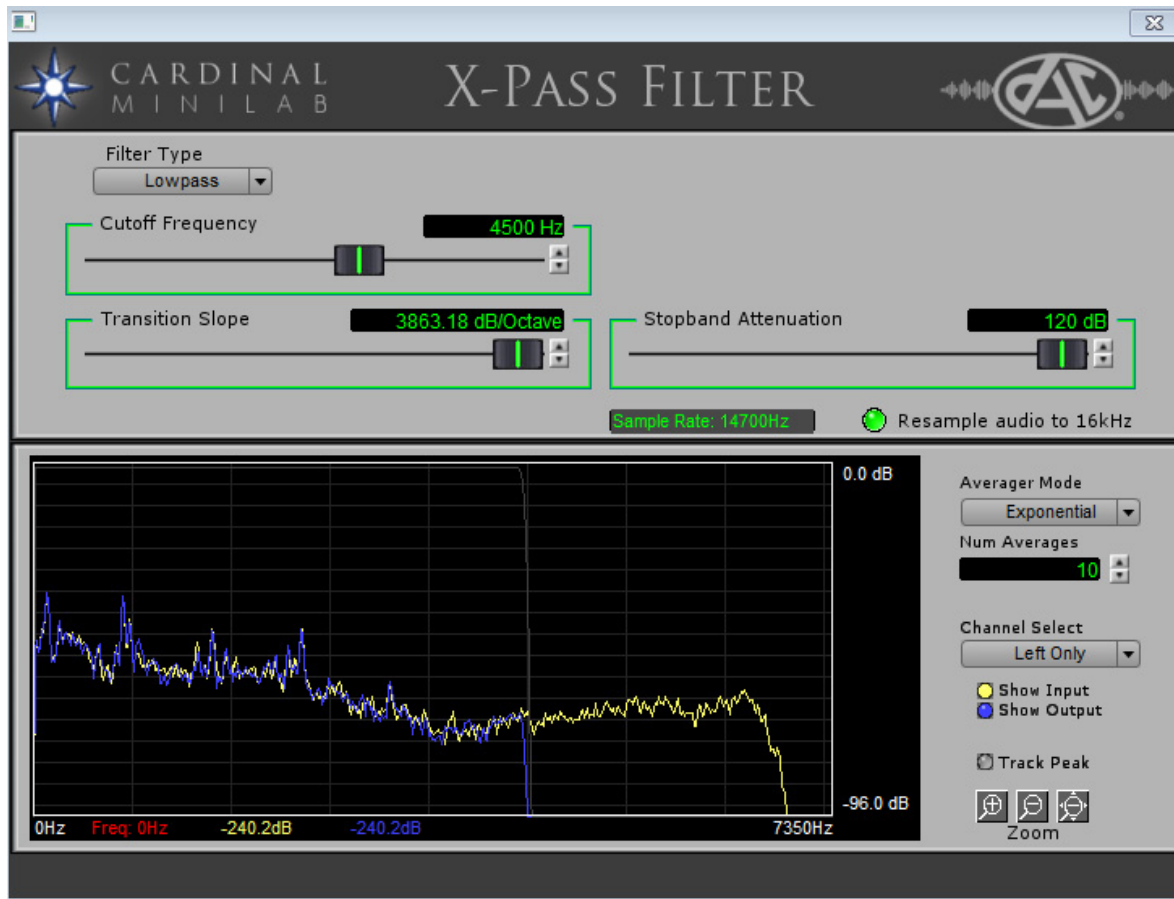 CARDINAL
MINILAB
X-PASS FILTER
DAC
Filter Type
Lowpass
Cutoff Frequency
4500 Hz
Transition Slope
3863.18 dB/Octave
Stopband Attenuation
120 dB
Sample Rate: 14700Hz
Resample audio to 16kHz
0.0 dB
-96.0 dB
0Hz Freq: 0Hz -240.2dB -240.2dB 7350Hz
Averager Mode
Exponential
Num Averages
10
Channel Select
Left Only
Show Input
Show Output
Track Peak
Zoom